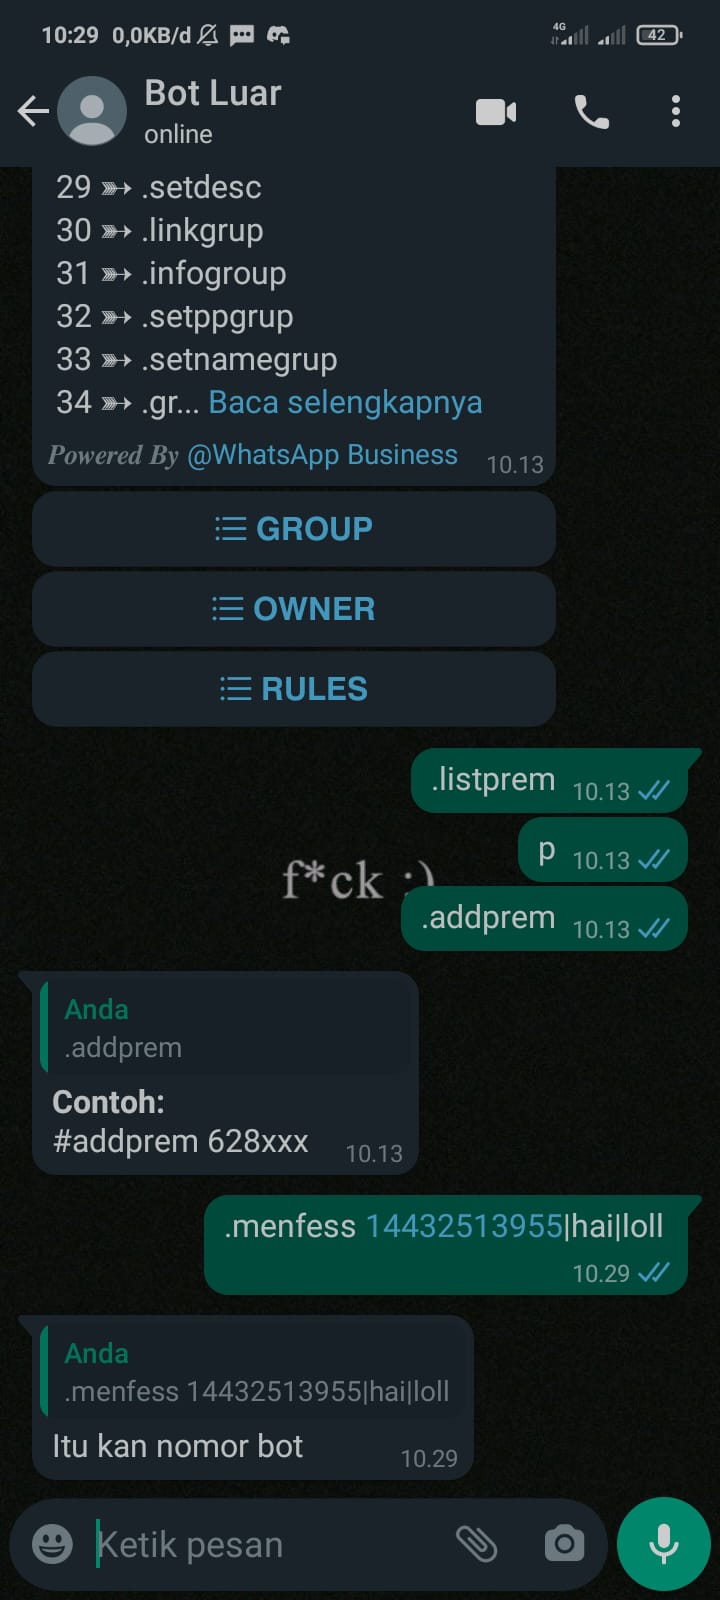 10:29 0,0KB/d 4G 42
Bot Luar
online
29 ➳ .setdesc
30 ➳ .linkgrup
31 ➳ .infogroup
32 ➳ .setppgrup
33 ➳ .setnamegrup
34 ➳ .gr... Baca selengkapnya
Powered By @WhatsApp Business 10.13
GROUP
OWNER
RULES
.listprem 10.13
p 10.13
f*ck :)
.addprem 10.13
Anda
.addprem
Contoh:
#addprem 628xxx 10.13
.menfess 14432513955|hai|loll
10.29
Anda
.menfess 14432513955|hai|loll
Itu kan nomor bot 10.29
Ketik pesan